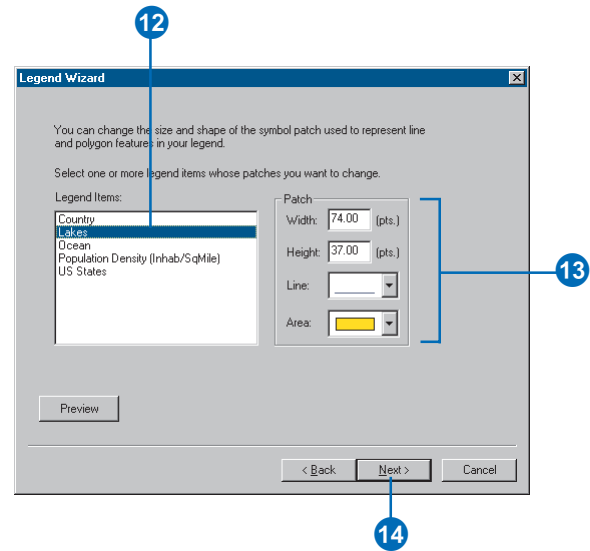 12
Legend Wizard
You can change the size and shape of the symbol patch used to represent line
and polygon features in your legend.
Select one or more legend items whose patches you want to change.
Legend Items:
Country
Lakes
Ocean
Population Density (Inhab/SqMile)
US States
Patch
Width: 74.00 (pts.)
Height: 37.00 (pts.)
Line:
Area:
13
Preview
< Back Next > Cancel
14